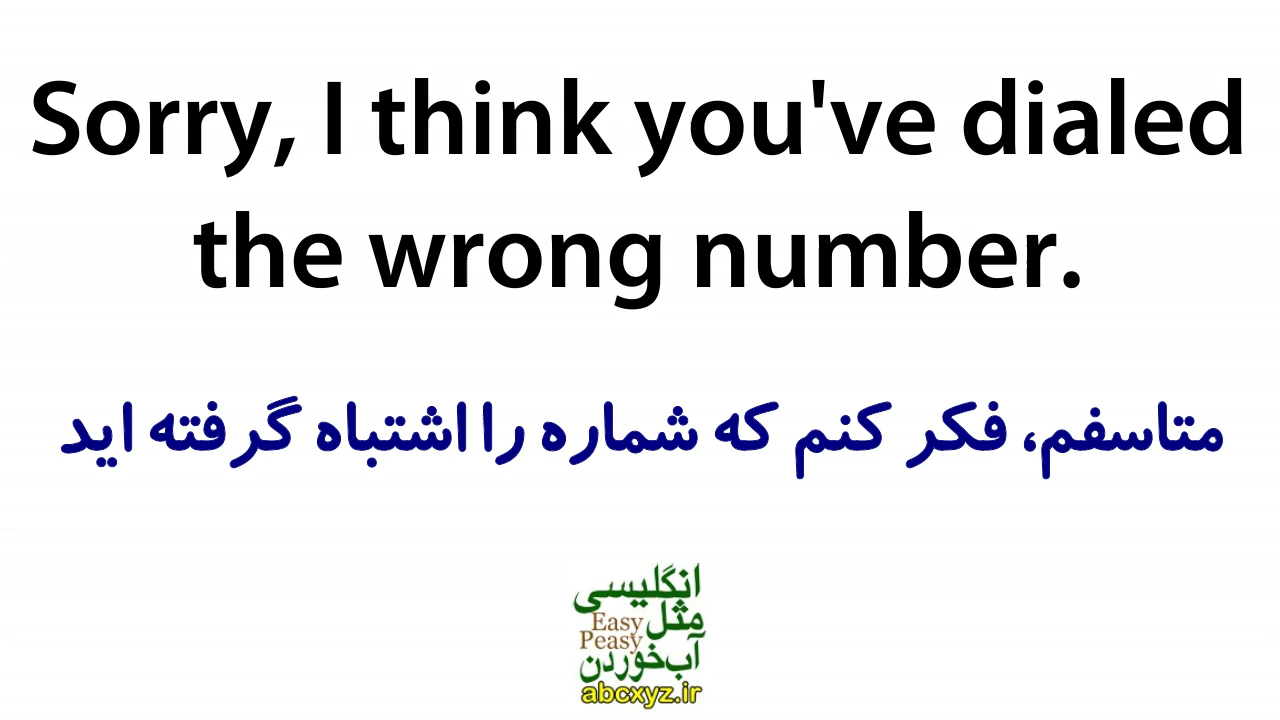 Sorry, I think you've dialed
the wrong number.
متاسفم، فکر کنم که شماره را اشتباه گرفته اید
انگلیسی
مثل Easy
Peasy
آب خوردن
abcxyz.ir